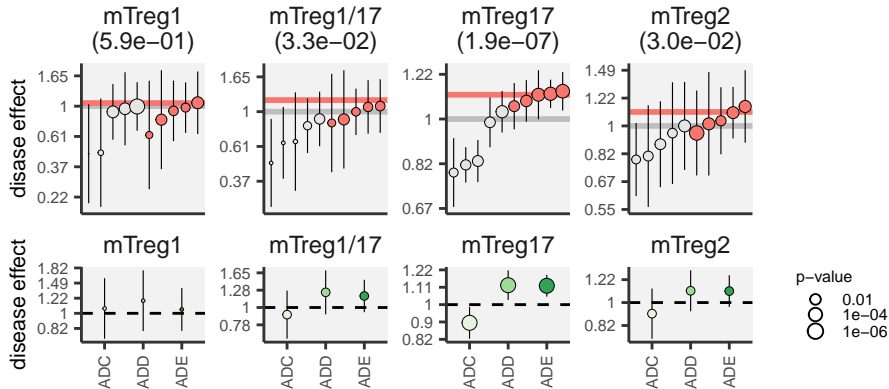 mTreg1
(5.9e−01)
mTreg1/17
(3.3e−02)
mTreg17
(1.9e−07)
mTreg2
(3.0e−02)
disease effect
1.65
1
0.61
0.37
0.22
1.65
1
0.61
0.37
1.22
1
0.82
0.67
1.49
1.22
1
0.82
0.67
0.55
mTreg1
mTreg1/17
mTreg17
mTreg2
disease effect
1.82
1.49
1.22
1
0.82
1.65
1.28
1
0.78
1.22
1.11
1
0.9
0.82
1.22
1
0.82
ADC
ADD
ADE
ADC
ADD
ADE
ADC
ADD
ADE
ADC
ADD
ADE
p−value
0.01
1e−04
1e−06